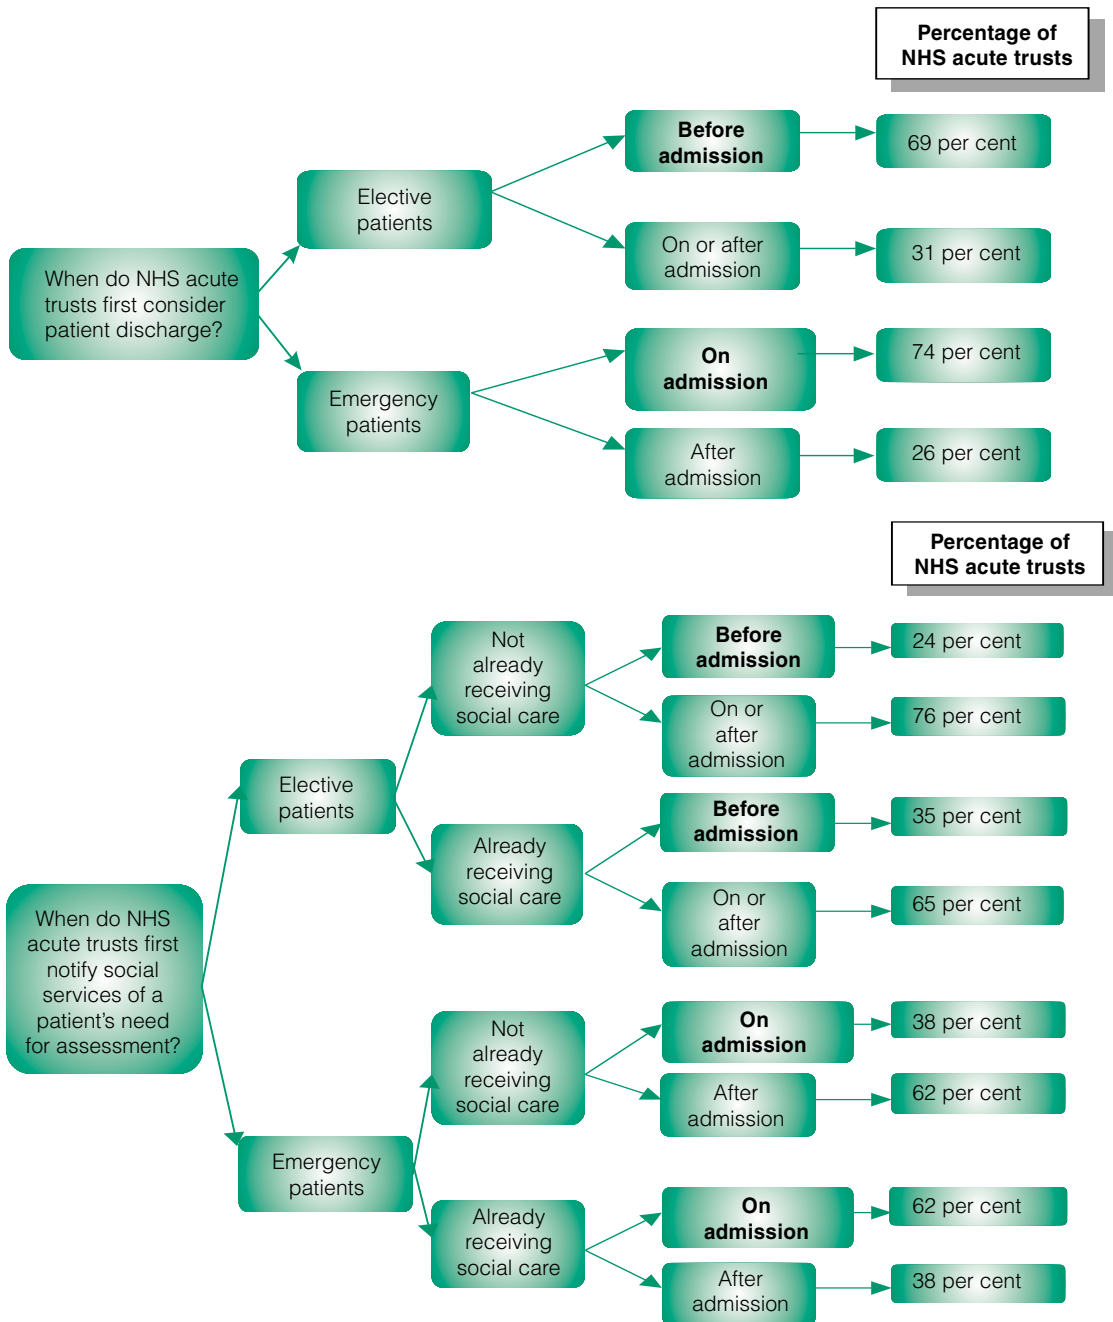 Percentage of
NHS acute trusts
Before
admission
69 per cent
Elective
patients
On or after
admission
31 per cent
When do NHS acute
trusts first consider
patient discharge?
On
admission
74 per cent
Emergency
patients
After
admission
26 per cent
Percentage of
NHS acute trusts
Not
already
receiving
social care
Before
admission
24 per cent
On or
after
admission
76 per cent
Elective
patients
Before
admission
35 per cent
Already
receiving
social care
On or
after
admission
65 per cent
When do NHS
acute trusts first
notify social
services of a
patient's need
for assessment?
Not
already
receiving
social care
On
admission
38 per cent
After
admission
62 per cent
Emergency
patients
On
admission
62 per cent
Already
receiving
social care
After
admission
38 per cent